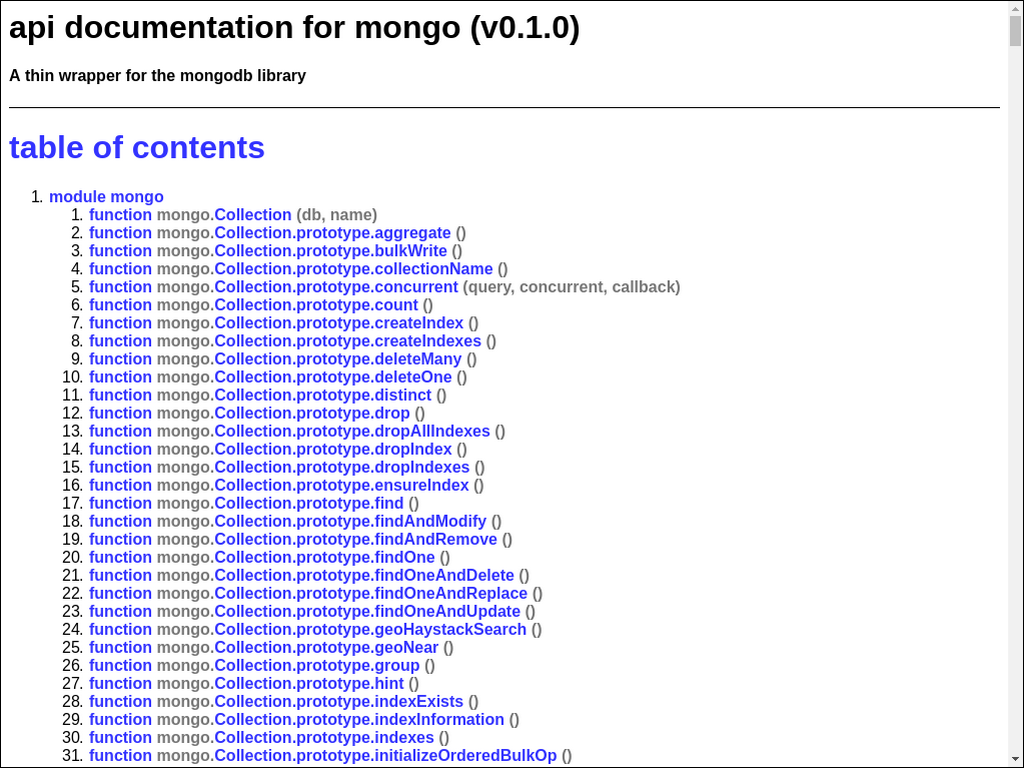 api documentation for mongo (v0.1.0)
A thin wrapper for the mongodb library
table of contents
1. module mongo
1. function mongo.Collection (db, name)
2. function mongo.Collection.prototype.aggregate ()
3. function mongo.Collection.prototype.bulkWrite ()
4. function mongo.Collection.prototype.collectionName ()
5. function mongo.Collection.prototype.concurrent (query, concurrent, callback)
6. function mongo.Collection.prototype.count ()
7. function mongo.Collection.prototype.createIndex ()
8. function mongo.Collection.prototype.createIndexes ()
9. function mongo.Collection.prototype.deleteMany ()
10. function mongo.Collection.prototype.deleteOne ()
11. function mongo.Collection.prototype.distinct ()
12. function mongo.Collection.prototype.drop ()
13. function mongo.Collection.prototype.dropAllIndexes ()
14. function mongo.Collection.prototype.dropIndex ()
15. function mongo.Collection.prototype.dropIndexes ()
16. function mongo.Collection.prototype.ensureIndex ()
17. function mongo.Collection.prototype.find ()
18. function mongo.Collection.prototype.findAndModify ()
19. function mongo.Collection.prototype.findAndRemove ()
20. function mongo.Collection.prototype.findOne ()
21. function mongo.Collection.prototype.findOneAndDelete ()
22. function mongo.Collection.prototype.findOneAndReplace ()
23. function mongo.Collection.prototype.findOneAndUpdate ()
24. function mongo.Collection.prototype.geoHaystackSearch ()
25. function mongo.Collection.prototype.geoNear ()
26. function mongo.Collection.prototype.group ()
27. function mongo.Collection.prototype.hint ()
28. function mongo.Collection.prototype.indexExists ()
29. function mongo.Collection.prototype.indexInformation ()
30. function mongo.Collection.prototype.indexes ()
31. function mongo.Collection.prototype.initializeOrderedBulkOp ()